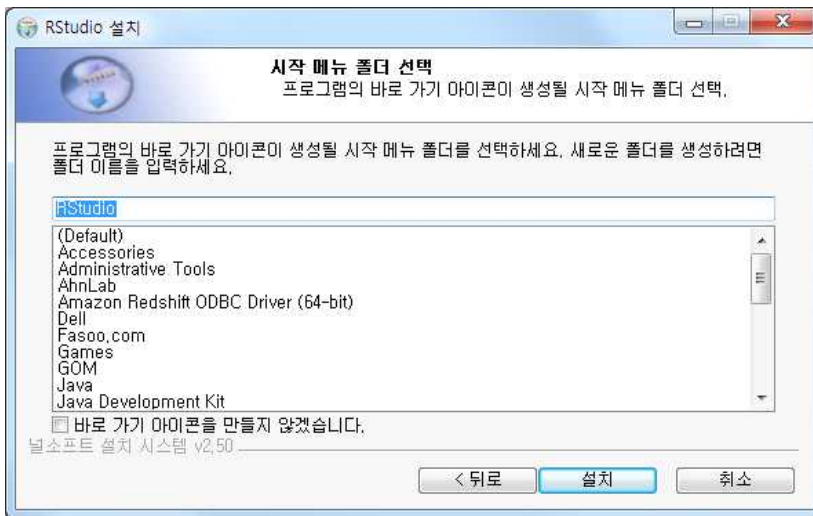 RStudio 설치
시작 메뉴 폴더 선택
프로그램의 바로 가기 아이콘이 생성될 시작 메뉴 폴더 선택.
프로그램의 바로 가기 아이콘이 생성될 시작 메뉴 폴더를 선택하세요. 새로운 폴더를 생성하려면
폴더 이름을 입력하세요.
RStudio
(Default)
Accessories
Administrative Tools
AhnLab
Amazon Redshift ODBC Driver (64-bit)
Dell
Fasoo.com
Games
GOM
Java
Java Development Kit
바로 가기 아이콘을 만들지 않겠습니다.
널소프트 설치 시스템 v2.50
< 뒤로 설치 취소